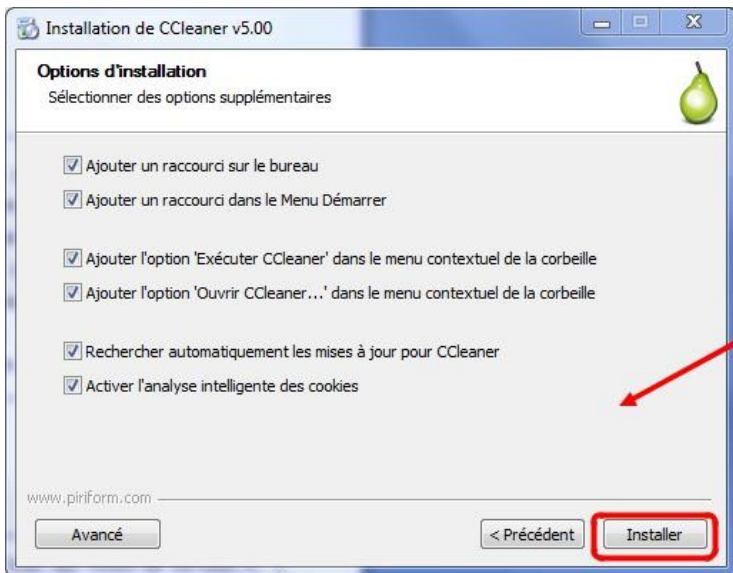 Installation de CCleaner v5.00
Options d'installation
Sélectionner des options supplémentaires
Ajouter un raccourci sur le bureau
Ajouter un raccourci dans le Menu Démarrer
Ajouter l'option 'Exécuter CCleaner' dans le menu contextuel de la corbeille
Ajouter l'option 'Ouvrir CCleaner...' dans le menu contextuel de la corbeille
Rechercher automatiquement les mises à jour pour CCleaner
Activer l'analyse intelligente des cookies
www.piriform.com
Avancé
< Précédent
Installer